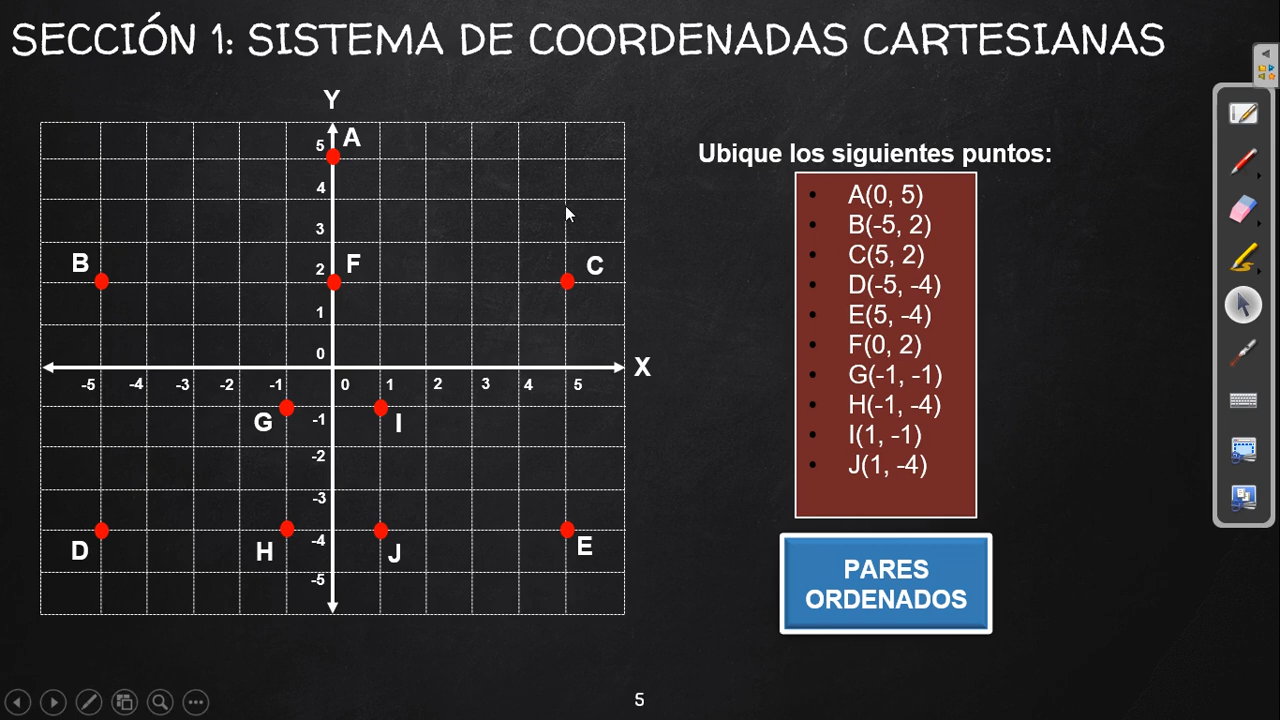 SECCIÓN 1: SISTEMA DE COORDENADAS CARTESIANAS
Y
A
5
4
3
B
F
C
2
1
0
X
-5 -4 -3 -2 -1 0 1 2 3 4 5
G
I
-1
-2
-3
D
H
J
E
-4
-5
Ubique los siguientes puntos:
• A(0, 5)
• B(-5, 2)
• C(5, 2)
• D(-5, -4)
• E(5, -4)
• F(0, 2)
• G(-1, -1)
• H(-1, -4)
• I(1, -1)
• J(1, -4)
PARES
ORDENADOS
5